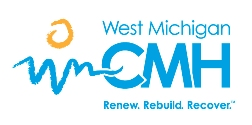 West Michigan
CMH
Renew. Rebuild. Recover.™